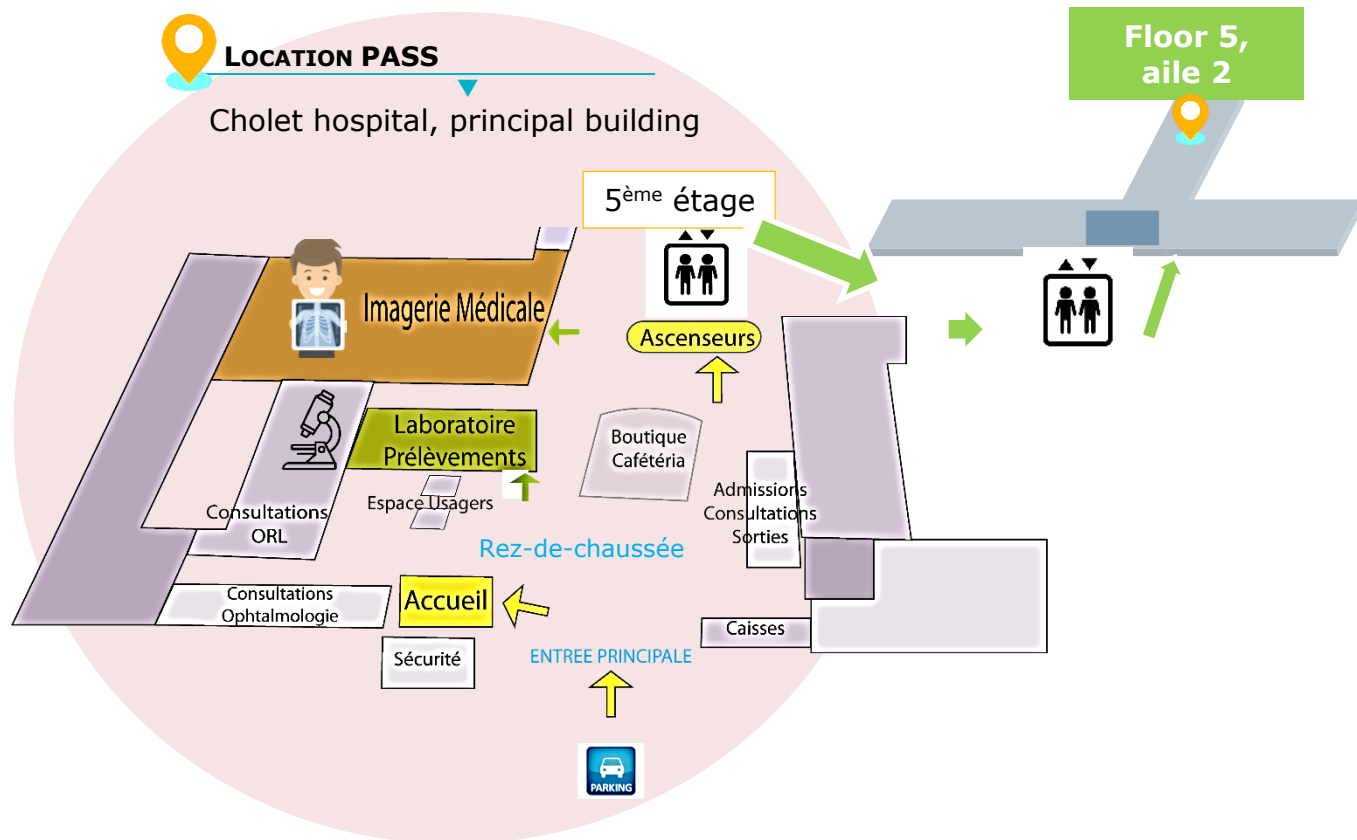 LOCATION PASS
Cholet hospital, principal building
Floor 5,
aile 2
5ème étage
Imagerie Médicale
Ascenseurs
Laboratoire
Prélèvements
Boutique
Cafétéria
Espace Usagers
Consultations
ORL
Admissions
Consultations
Sorties
Rez-de-chaussée
Consultations
Ophtalmologie
Accueil
Caisses
Sécurité
ENTREE PRINCIPALE
PARKING